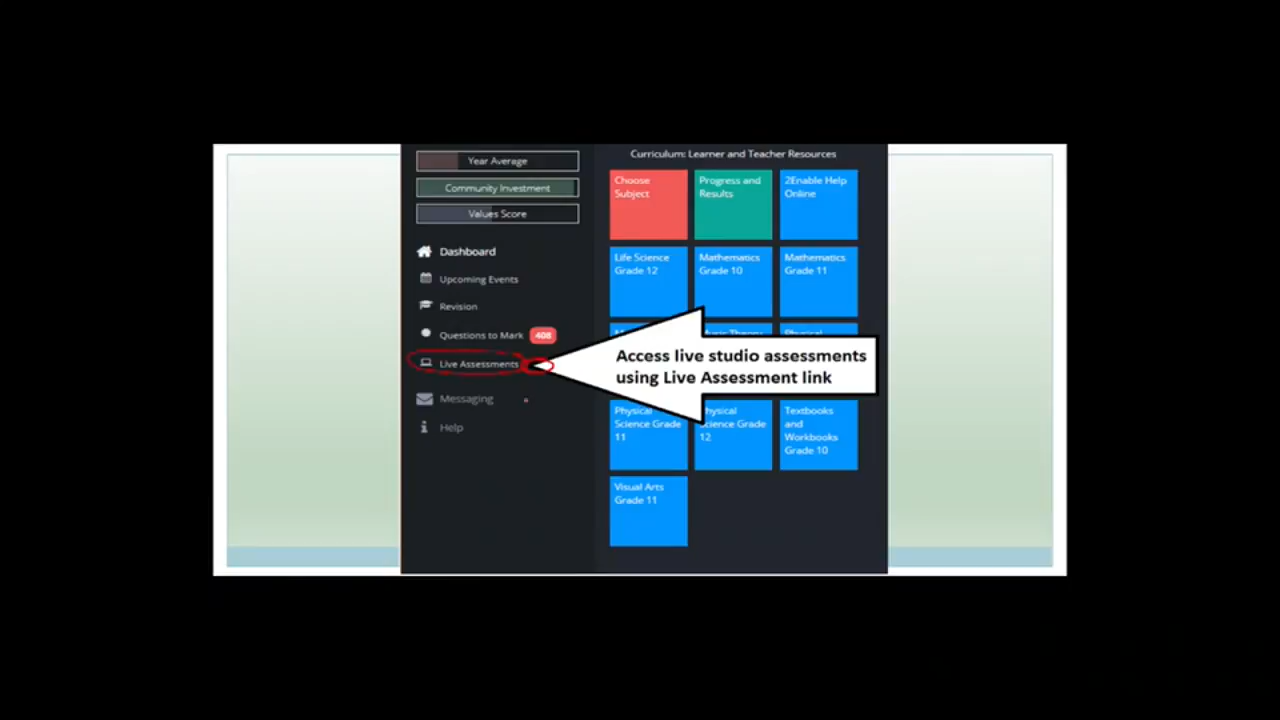 Year Average
Community Investment
Values Score
Dashboard
Upcoming Events
Revision
Questions to Mark 408
Live Assessments
Messaging
Help
Curriculum: Learner and Teacher Resources
Choose
Subject
Progress and
Results
2Enable Help
Online
Life Science
Grade 12
Mathematics
Grade 10
Mathematics
Grade 11
Access live studio assessments
using Live Assessment link
Physical
Science Grade
11
Science Grade
12
Textbooks
and
Workbooks
Grade 10
Visual Arts
Grade 11